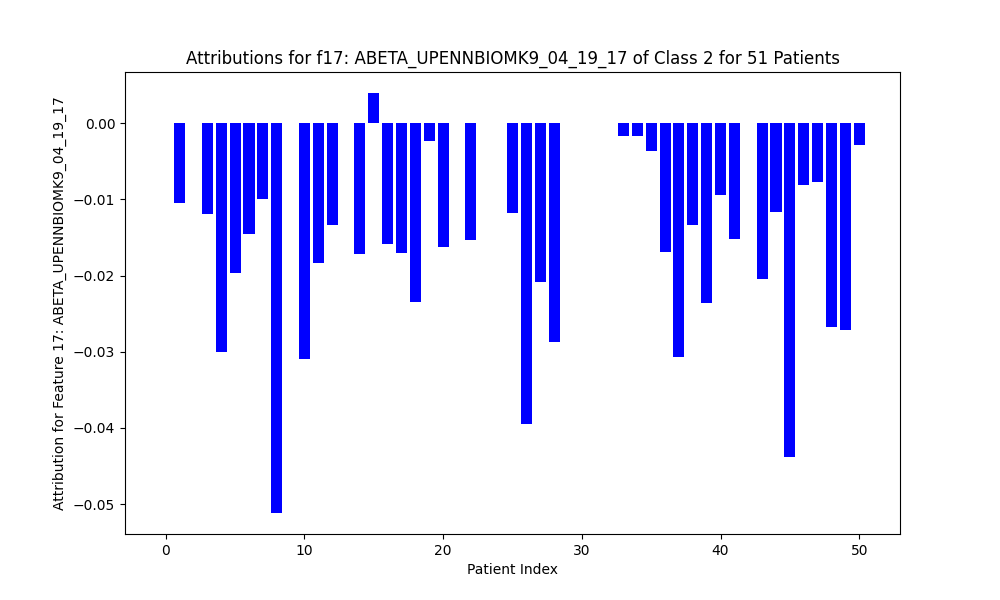 Attributions for f17: ABETA_UPENNBIOMK9_04_19_17 of Class 2 for 51 Patients
Attribution for Feature 17: ABETA_UPENNBIOMK9_04_19_17
0.00
−0.01
−0.02
−0.03
−0.04
−0.05
0 10 20 30 40 50
Patient Index